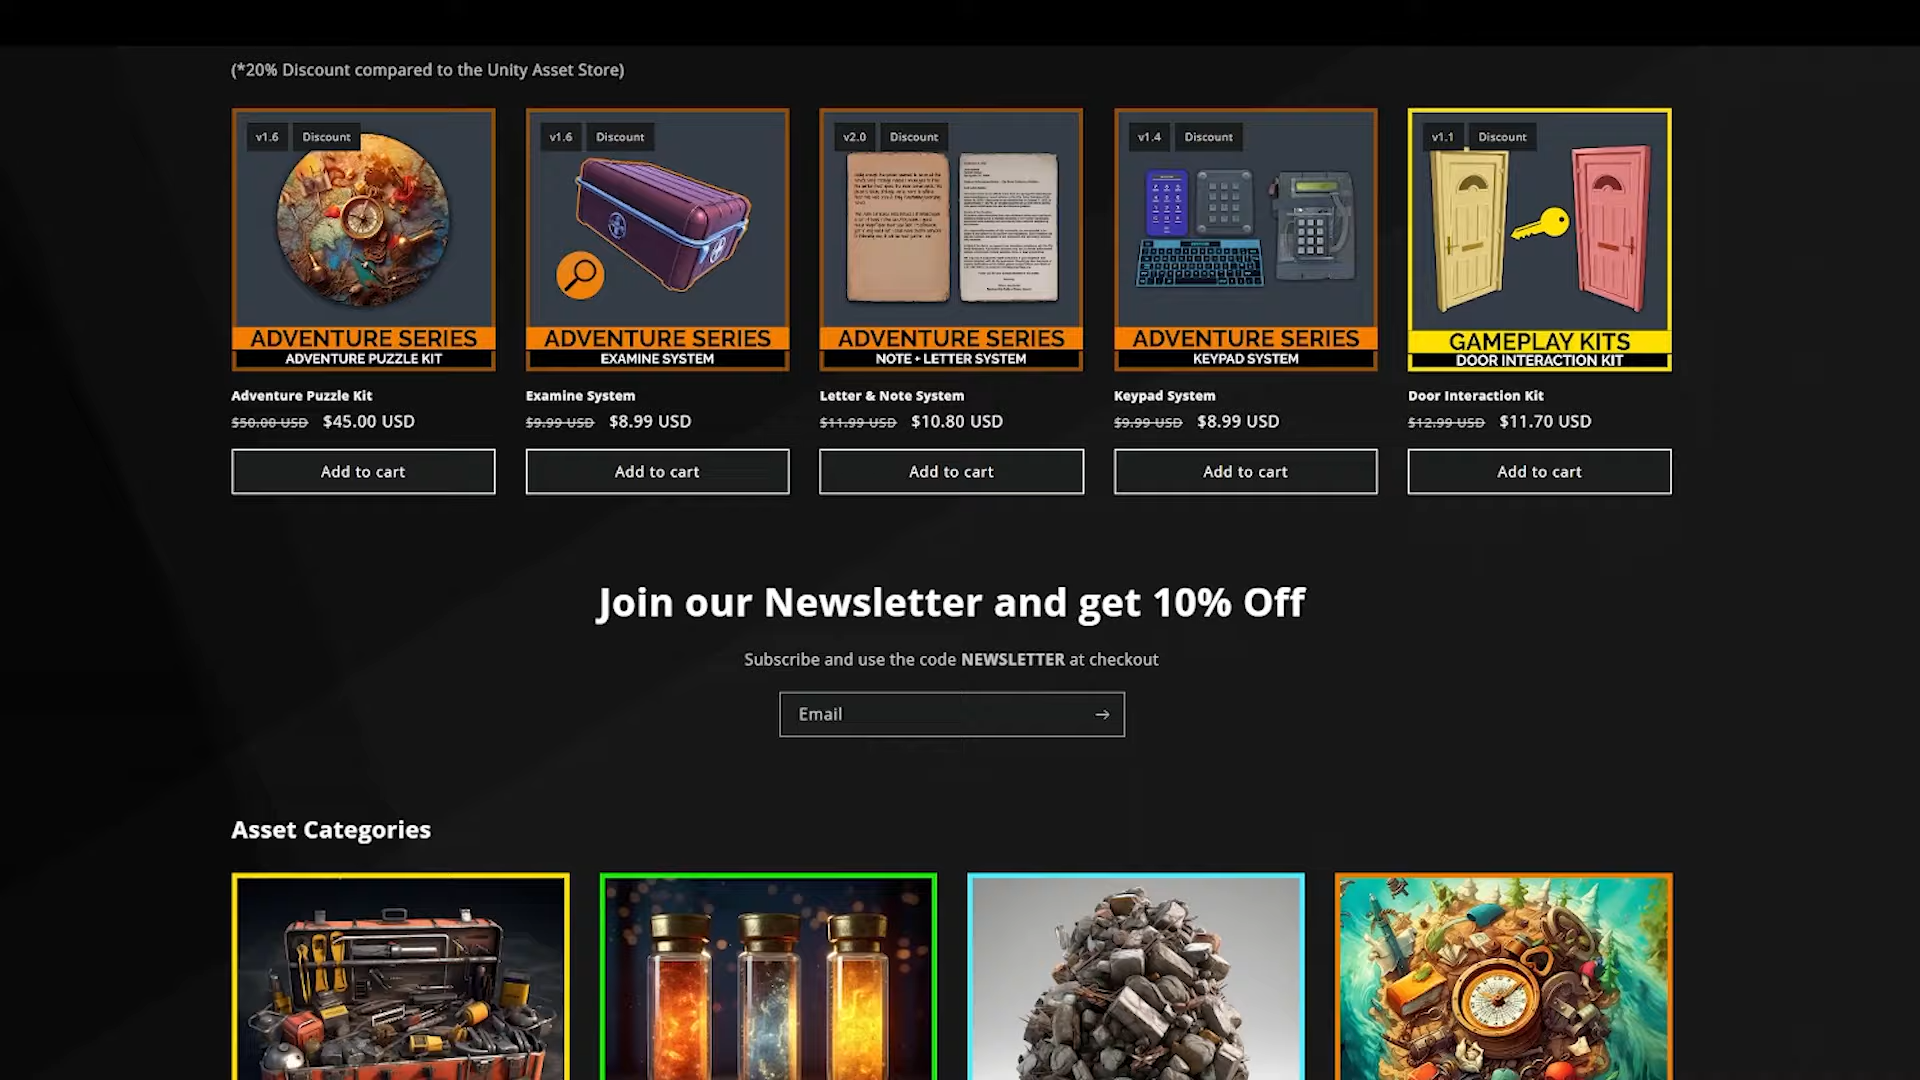 (*20% Discount compared to the Unity Asset Store)
v1.6 Discount
ADVENTURE SERIES
ADVENTURE PUZZLE KIT
Adventure Puzzle Kit
$50.00 USD $45.00 USD
Add to cart
v1.6 Discount
ADVENTURE SERIES
EXAMINE SYSTEM
Examine System
$9.99 USD $8.99 USD
Add to cart
v2.0 Discount
ADVENTURE SERIES
NOTE + LETTER SYSTEM
Letter & Note System
$11.99 USD $10.80 USD
Add to cart
v1.4 Discount
ADVENTURE SERIES
KEYPAD SYSTEM
Keypad System
$9.99 USD $8.99 USD
Add to cart
v1.1 Discount
GAMEPLAY KITS
DOOR INTERACTION KIT
Door Interaction Kit
$12.99 USD $11.70 USD
Add to cart
Join our Newsletter and get 10% Off
Subscribe and use the code NEWSLETTER at checkout
Email
Asset Categories